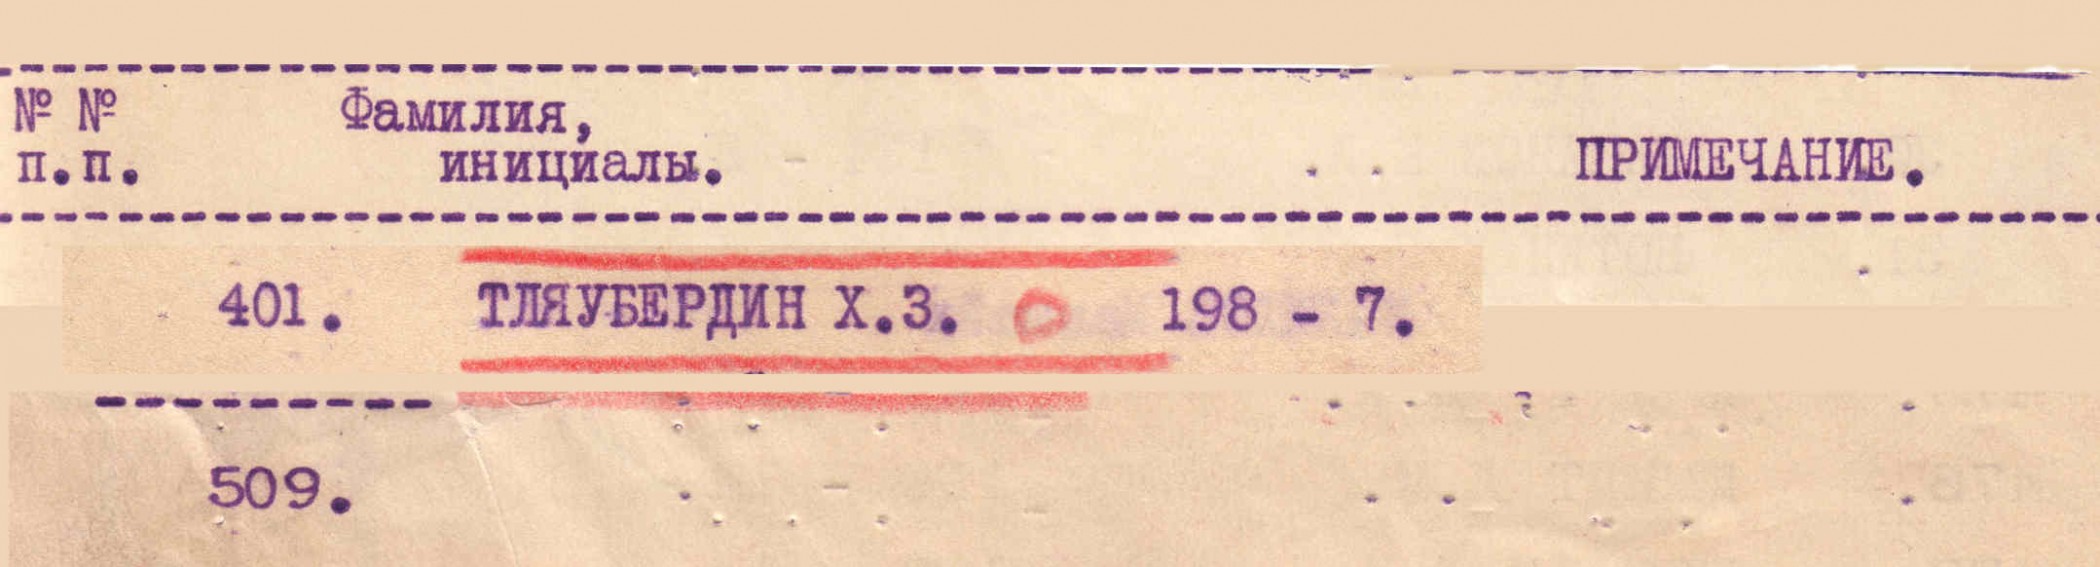 № № Фамилия,
п.п. инициалы. ПРИМЕЧАНИЕ.
401. ТЛЯУБЕРДИН Х.З. 198 - 7.
509.